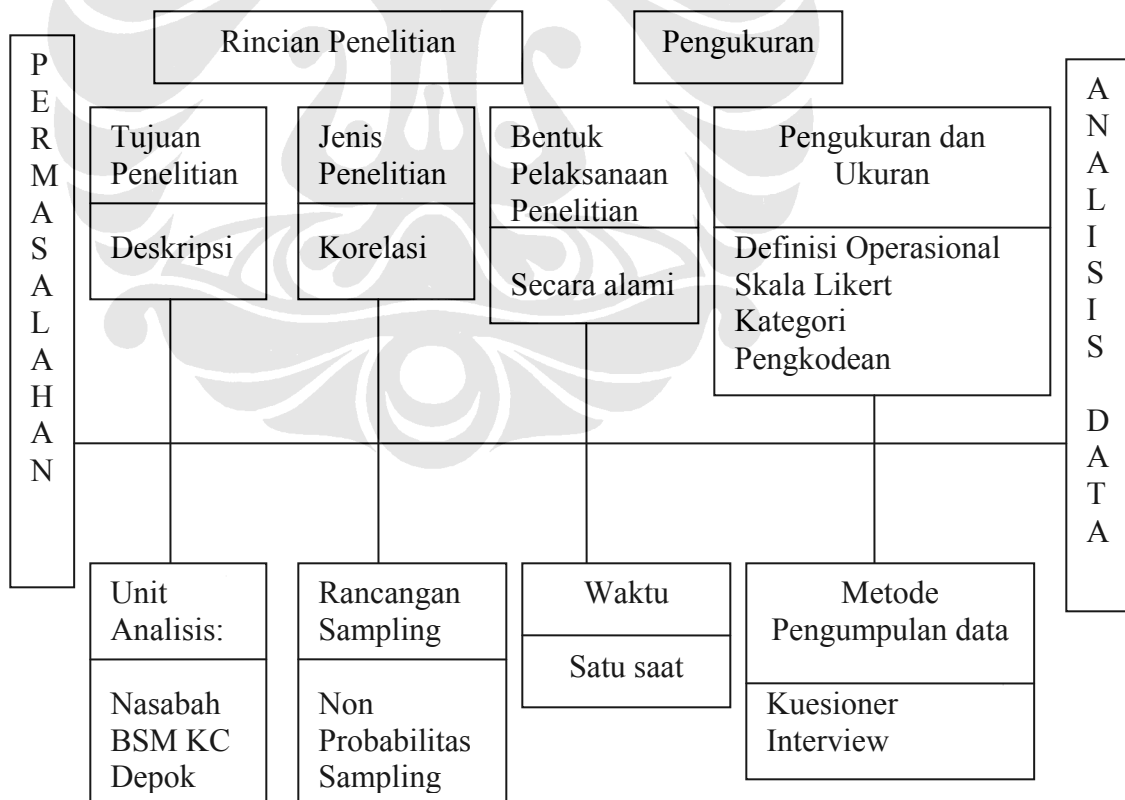 Rincian Penelitian
Pengukuran
P
E
R
M
A
S
A
L
A
H
A
N
Tujuan
Penelitian
Deskripsi
Jenis
Penelitian
Korelasi
Bentuk
Pelaksanaan
Penelitian
Secara alami
Pengukuran dan
Ukuran
Definisi Operasional
Skala Likert
Kategori
Pengkodean
A
N
A
L
I
S
I
S
D
A
T
A
Unit
Analisis:
Nasabah
BSM KC
Depok
Rancangan
Sampling
Non
Probabilitas
Sampling
Waktu
Satu saat
Metode
Pengumpulan data
Kuesioner
Interview